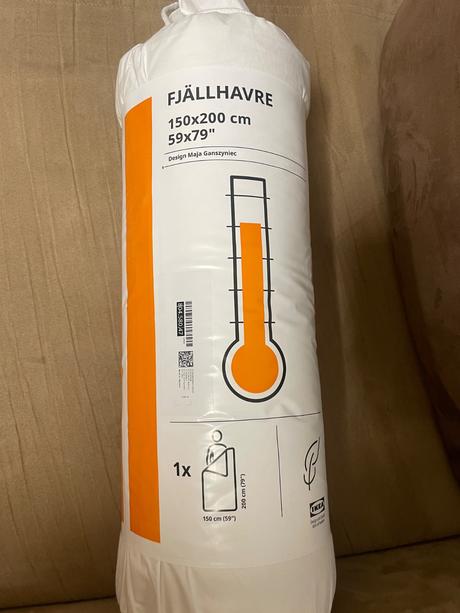 FJÄLLHAVRE
150x200 cm
59x79"
Design Maja Ganszyniec
1x
200 cm (79")
150 cm (59")
IKEA